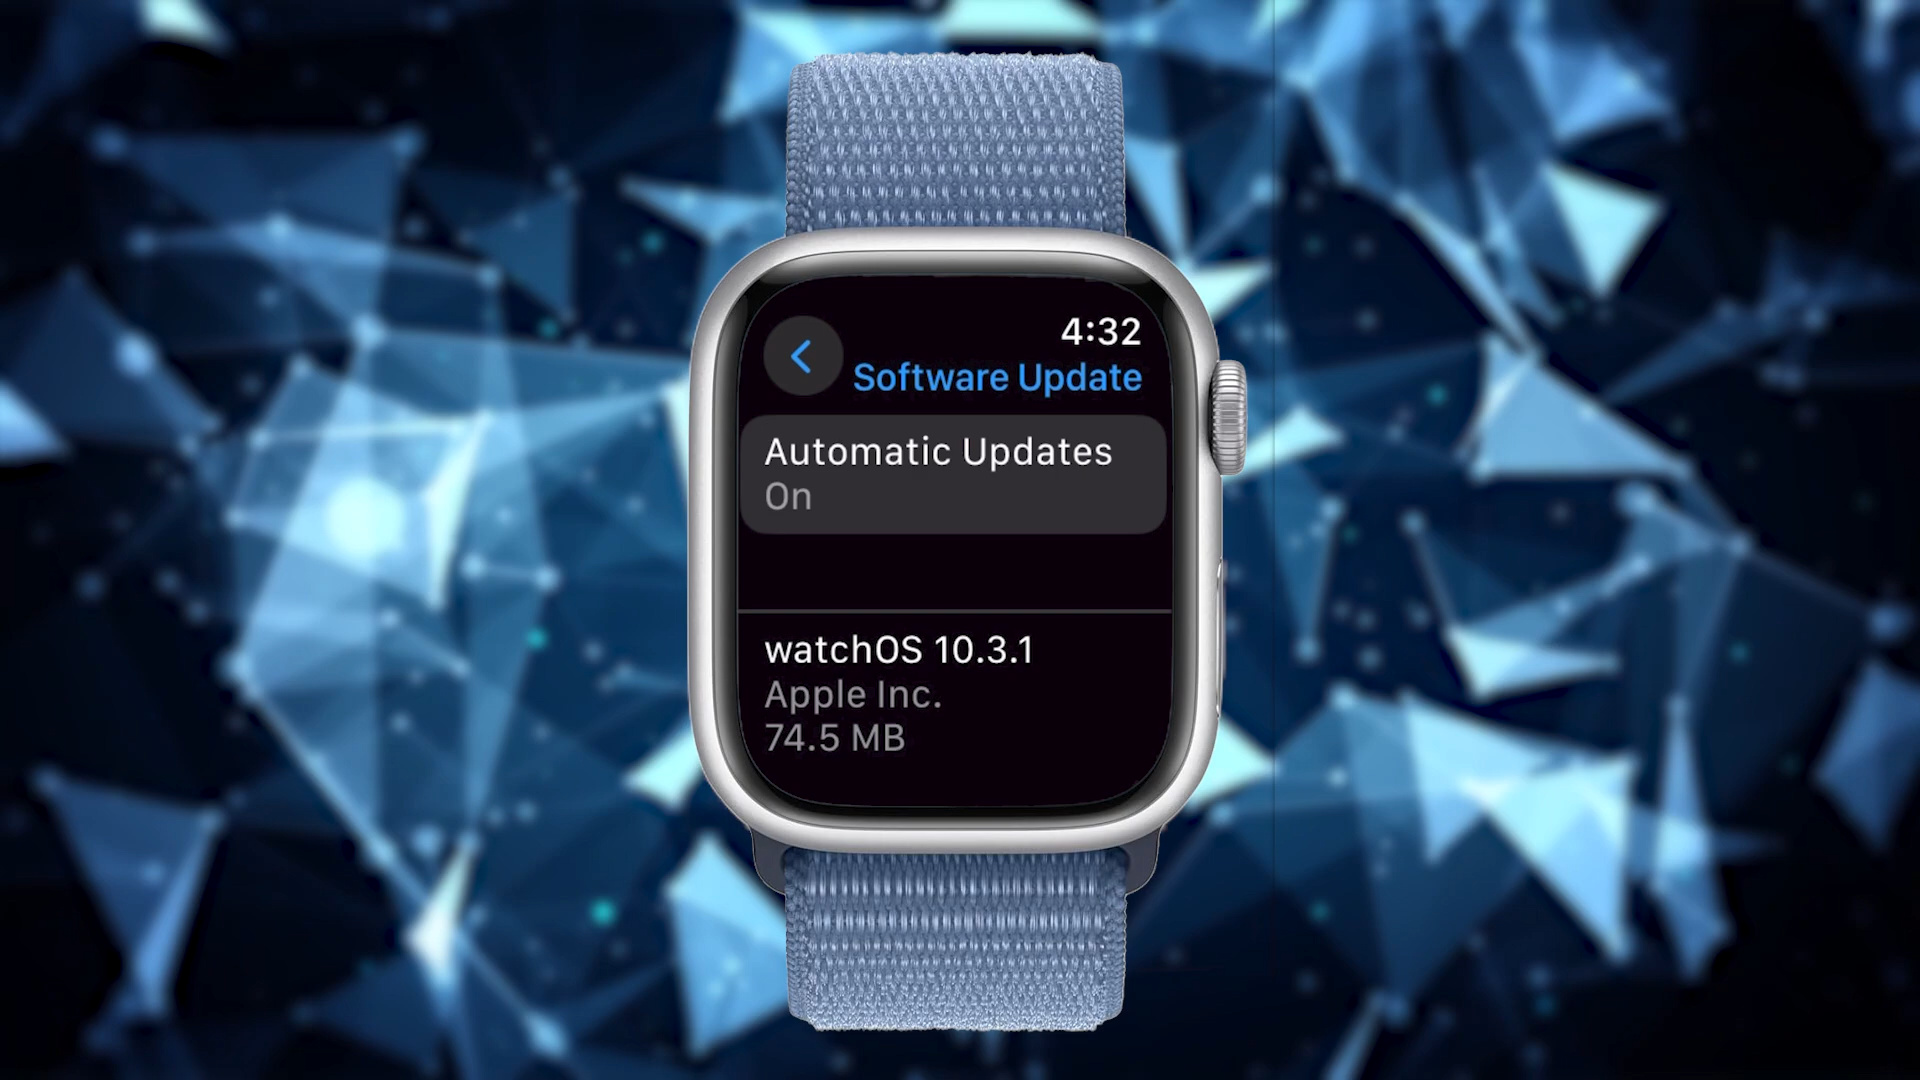 4:32
Software Update
Automatic Updates
On
watchOS 10.3.1
Apple Inc.
74.5 MB